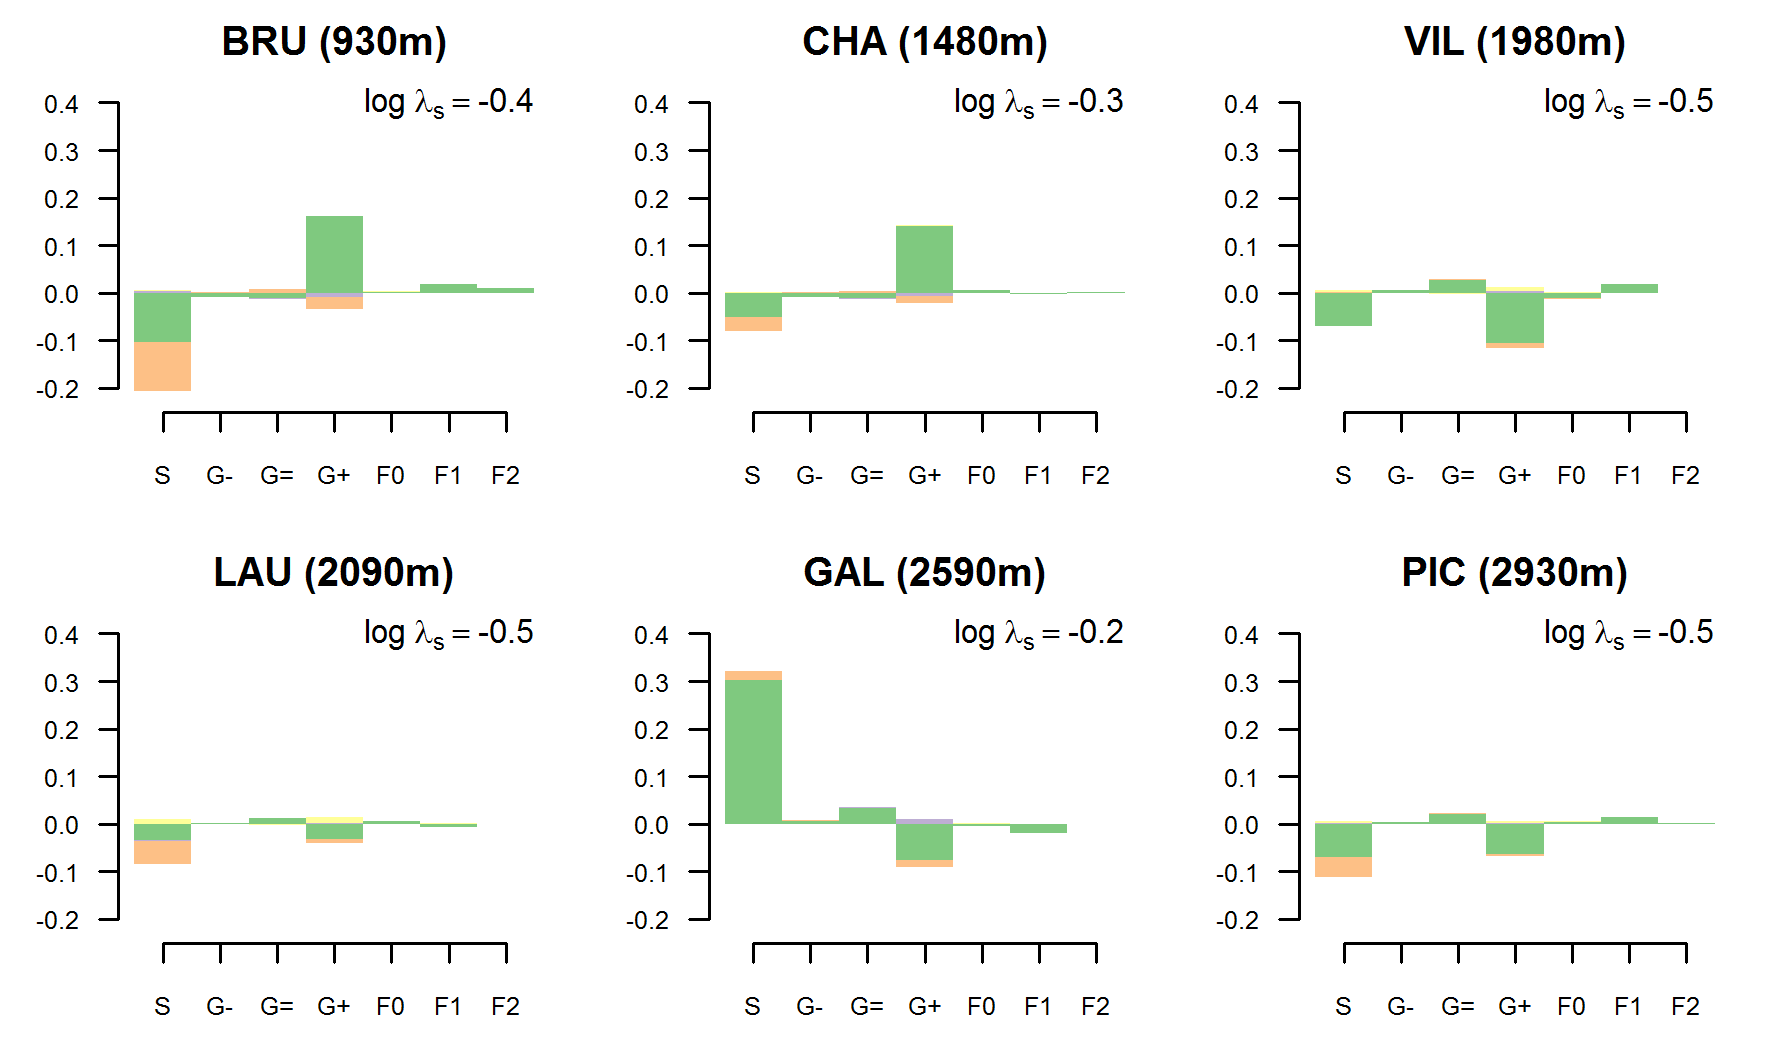 BRU (930m)
log λs = -0.4
0.4
0.3
0.2
0.1
0.0
-0.1
-0.2
S G- G= G+ F0 F1 F2
CHA (1480m)
log λs = -0.3
0.4
0.3
0.2
0.1
0.0
-0.1
-0.2
S G- G= G+ F0 F1 F2
VIL (1980m)
log λs = -0.5
0.4
0.3
0.2
0.1
0.0
-0.1
-0.2
S G- G= G+ F0 F1 F2
LAU (2090m)
log λs = -0.5
0.4
0.3
0.2
0.1
0.0
-0.1
-0.2
S G- G= G+ F0 F1 F2
GAL (2590m)
log λs = -0.2
0.4
0.3
0.2
0.1
0.0
-0.1
-0.2
S G- G= G+ F0 F1 F2
PIC (2930m)
log λs = -0.5
0.4
0.3
0.2
0.1
0.0
-0.1
-0.2
S G- G= G+ F0 F1 F2